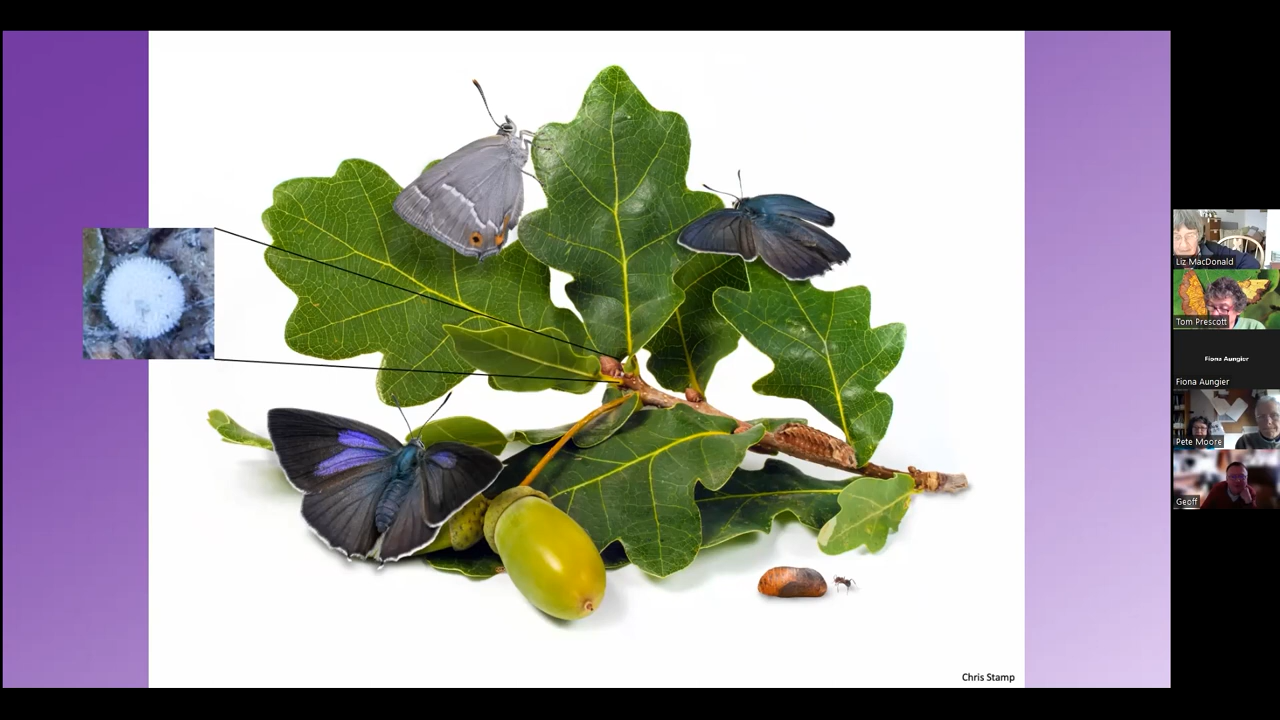 Liz MacDonald
Tom Prescott
Fiona Aungier
Fiona Aungier
Pete Moore
Geoff
Chris Stamp